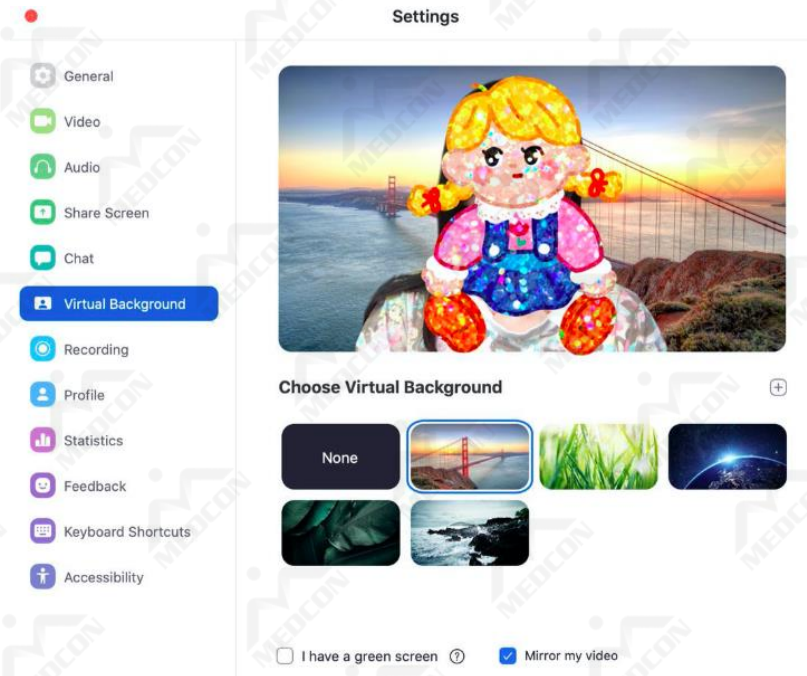 Settings
General
Video
Audio
Share Screen
Chat
Virtual Background
Recording
Profile
Statistics
Feedback
Keyboard Shortcuts
Accessibility
Choose Virtual Background
None
I have a green screen
Mirror my video
MEDCON